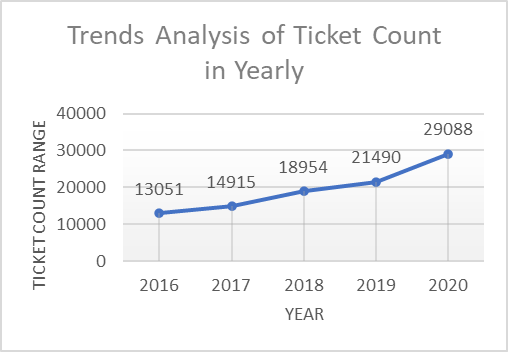 Trends Analysis of Ticket Count
in Yearly
TICKET COUNT RANGE
40000
30000
20000
10000
0
13051
14915
18954
21490
29088
2016 2017 2018 2019 2020
YEAR